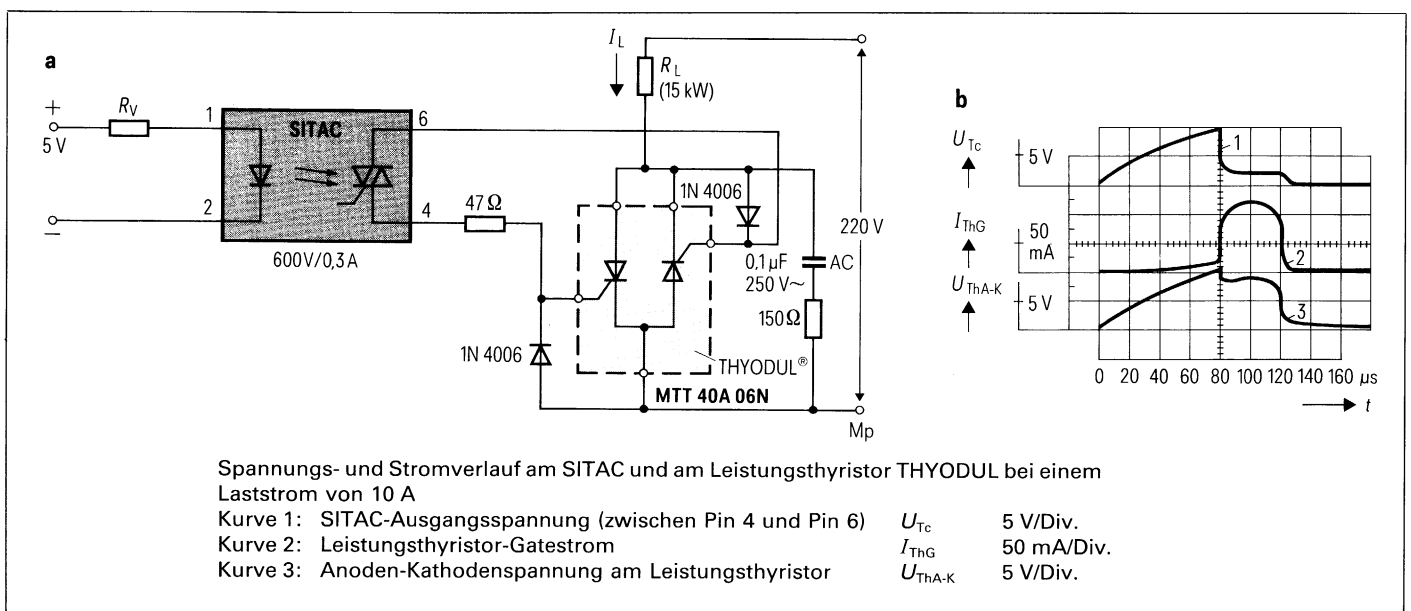 a
I_L
R_L
(15 kW)
+
5 V
R_V
1
SITAC
6
2
4
600V/0,3A
47 Ω
1N 4006
220 V
0,1 µF
250 V~
AC
150 Ω
1N 4006
THYODUL®
MTT 40A 06N
Mp
−
b
U_Tc
5 V
1
I_ThG
50
mA
2
U_ThA-K
5 V
3
0 20 40 60 80 100 120 140 160 µs
t
Spannungs- und Stromverlauf am SITAC und am Leistungsthyristor THYODUL bei einem
Laststrom von 10 A
Kurve 1: SITAC-Ausgangsspannung (zwischen Pin 4 und Pin 6) U_Tc 5 V/Div.
Kurve 2: Leistungsthyristor-Gatestrom I_ThG 50 mA/Div.
Kurve 3: Anoden-Kathodenspannung am Leistungsthyristor U_ThA-K 5 V/Div.